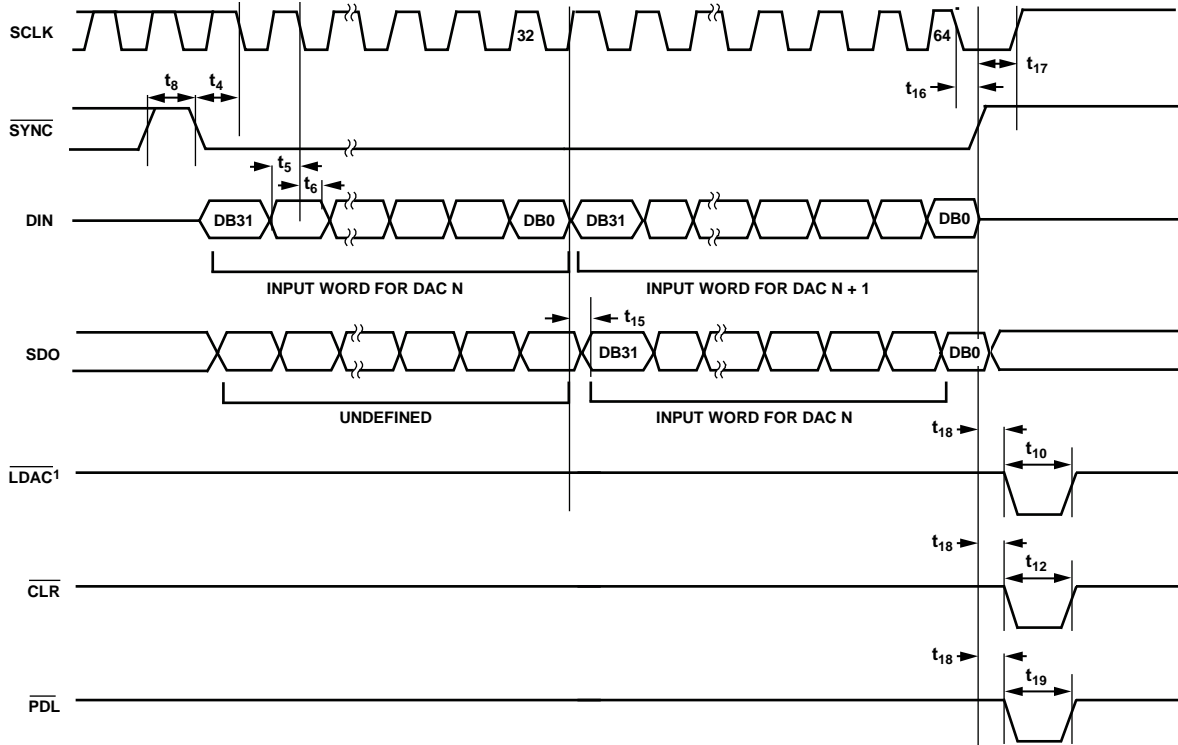 SCLK
32
64
t17
t16
t8
t4
SYNC
t5
t6
DIN
DB31
DB0
DB31
DB0
INPUT WORD FOR DAC N
INPUT WORD FOR DAC N + 1
t15
SDO
DB31
DB0
UNDEFINED
INPUT WORD FOR DAC N
t18
t10
LDAC1
t18
t12
CLR
t18
t19
PDL